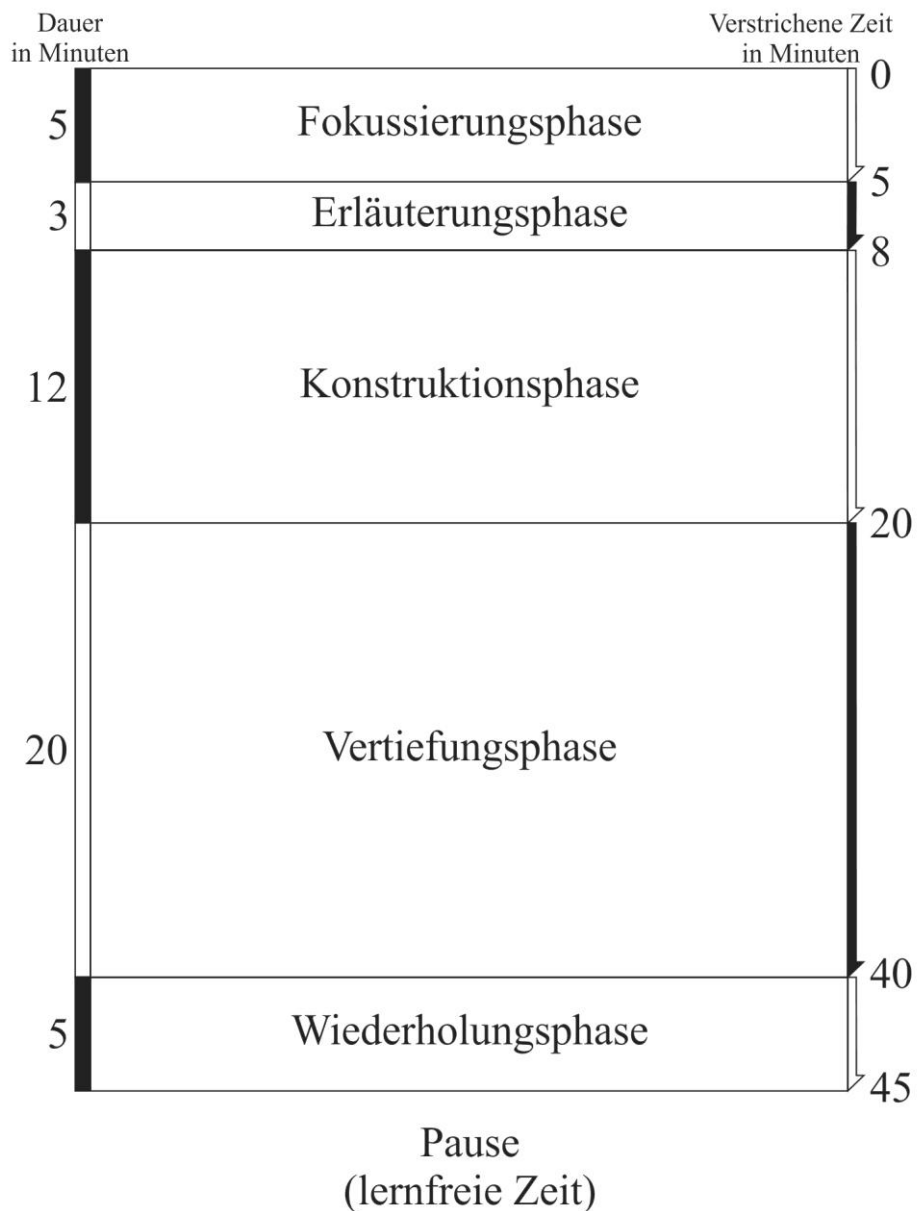 Dauer
in Minuten
Verstrichene Zeit
in Minuten
0
5
Fokussierungsphase
5
3
Erläuterungsphase
8
12
Konstruktionsphase
20
20
Vertiefungsphase
40
5
Wiederholungsphase
45
Pause
(lernfreie Zeit)